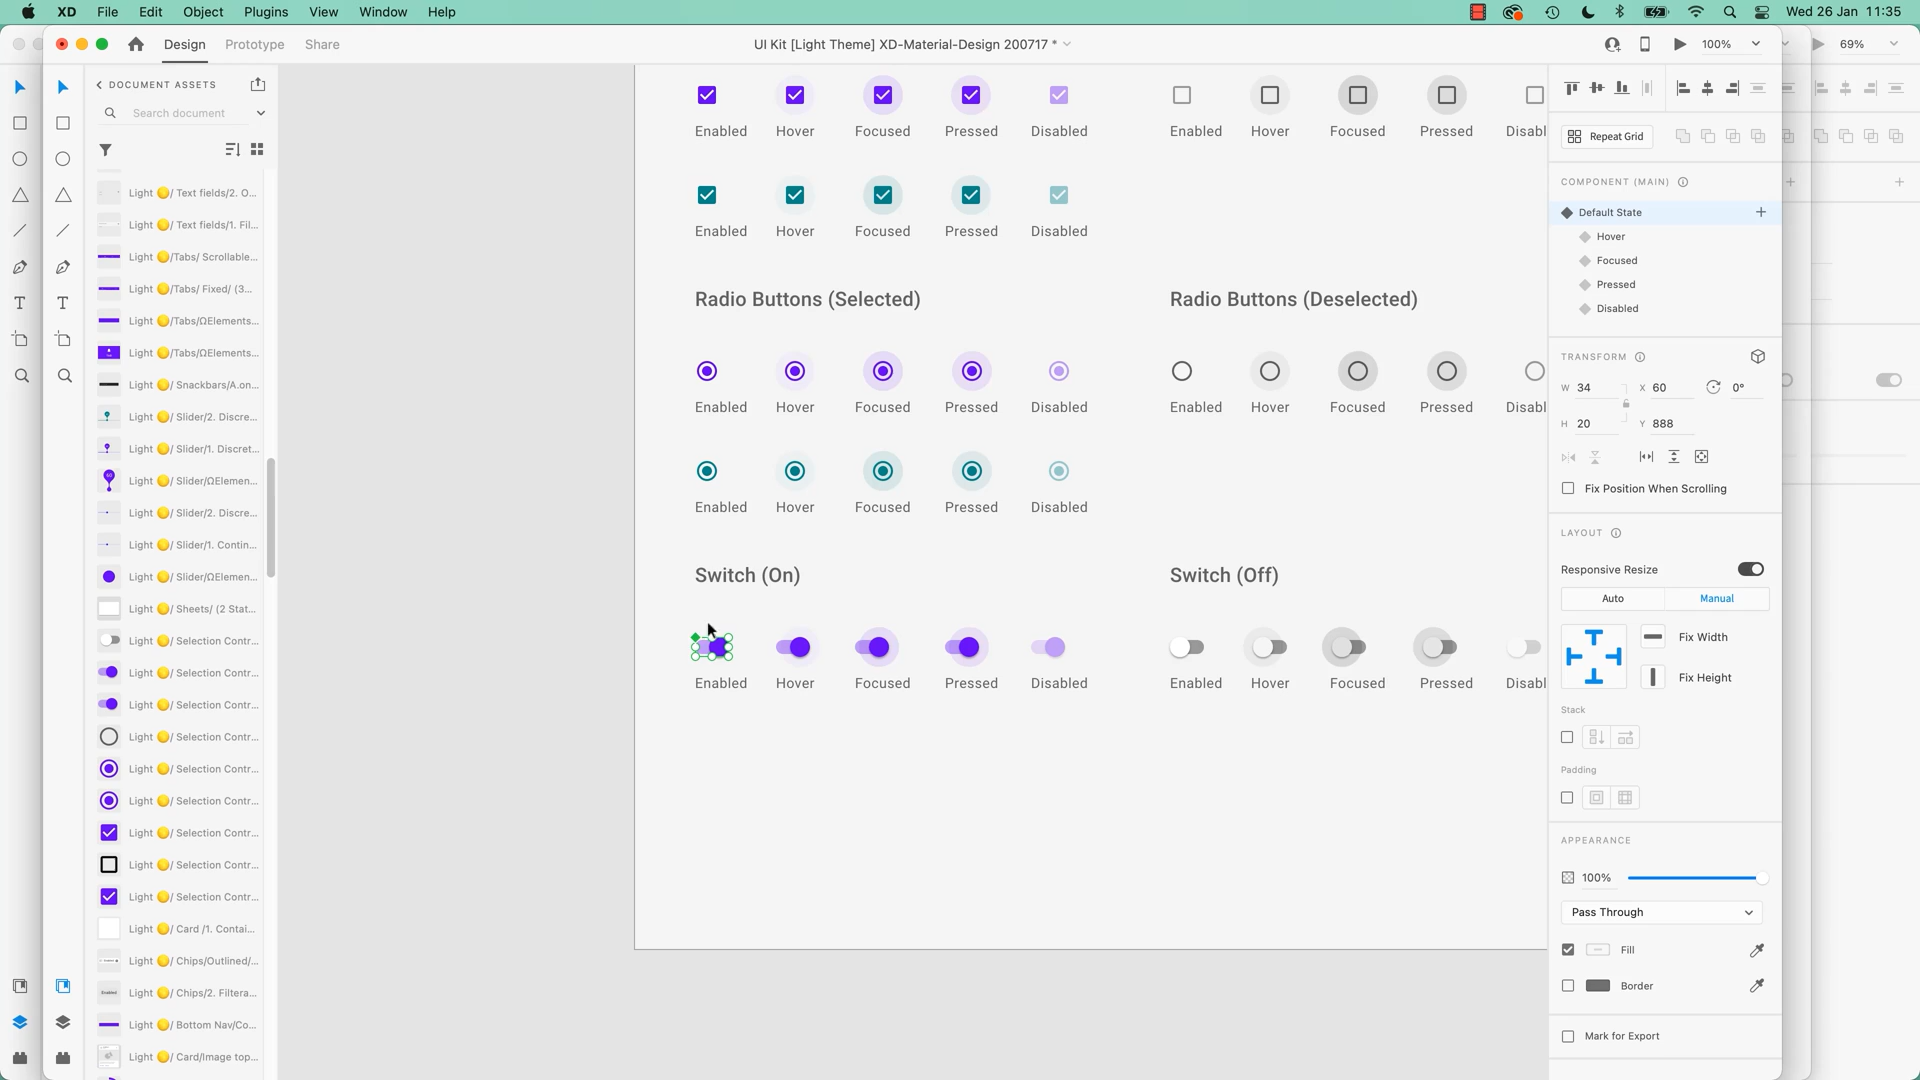 XD File Edit Object Plugins View Window Help Wed 26 Jan 11:35
Design Prototype Share UI Kit [Light Theme] XD-Material-Design 200717 * 100% 69%
DOCUMENT ASSETS
Search document
Light / Text fields/2. O...
Light / Text fields/1. Fil...
Light /Tabs/ Scrollable...
Light /Tabs/ Fixed/ (3...
Light /Tabs/ΩElements...
Light /Tabs/ΩElements...
Light / Snackbars/A.on...
Light / Slider/2. Discre...
Light / Slider/1. Discret...
Light / Slider/ΩElemen...
Light / Slider/2. Discre...
Light / Slider/1. Contin...
Light / Slider/ΩElemen...
Light / Sheets/ (2 Stat...
Light / Selection Contr...
Light / Selection Contr...
Light / Selection Contr...
Light / Selection Contr...
Light / Selection Contr...
Light / Selection Contr...
Light / Selection Contr...
Light / Selection Contr...
Light / Selection Contr...
Light / Card /1. Contai...
Light / Chips/Outlined/...
Light / Chips/2. Filtera...
Light / Bottom Nav/Co...
Light / Card/Image top...
Enabled Hover Focused Pressed Disabled Enabled Hover Focused Pressed Disabl
Enabled Hover Focused Pressed Disabled
Radio Buttons (Selected) Radio Buttons (Deselected)
Enabled Hover Focused Pressed Disabled Enabled Hover Focused Pressed Disabl
Enabled Hover Focused Pressed Disabled
Switch (On) Switch (Off)
Enabled Hover Focused Pressed Disabled Enabled Hover Focused Pressed Disabl
Repeat Grid
COMPONENT (MAIN)
Default State
Hover
Focused
Pressed
Disabled
TRANSFORM
W 34 X 60 0°
H 20 Y 888
Fix Position When Scrolling
LAYOUT
Responsive Resize
Auto Manual
Fix Width
Fix Height
Stack
Padding
APPEARANCE
100%
Pass Through
Fill
Border
Mark for Export